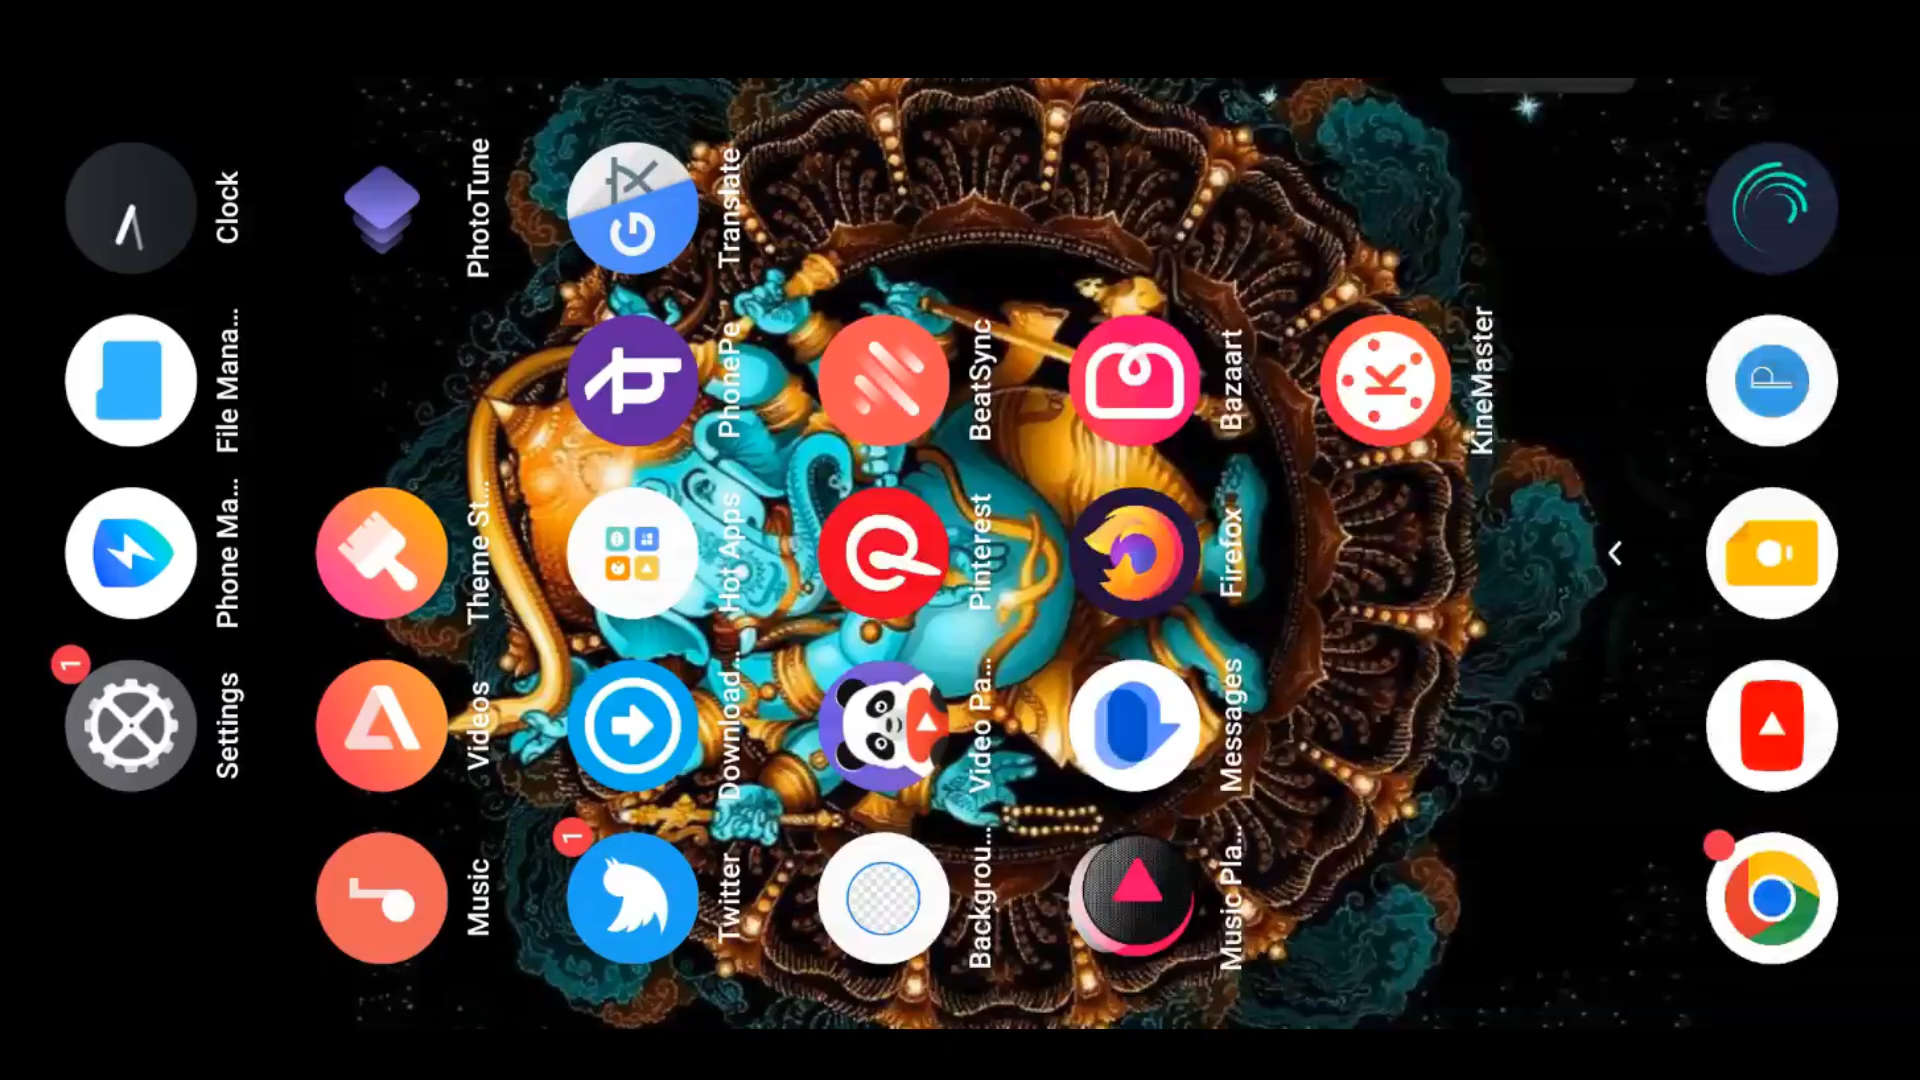 1
Settings
Phone Ma...
File Mana...
Clock
Music
Videos
Theme St...
PhotoTune
1
Twitter
Download...
Hot Apps
PhonePe
Translate
Backgrou...
Video Pa...
Pinterest
BeatSync
Music Pla...
Messages
Firefox
Bazaart
KineMaster